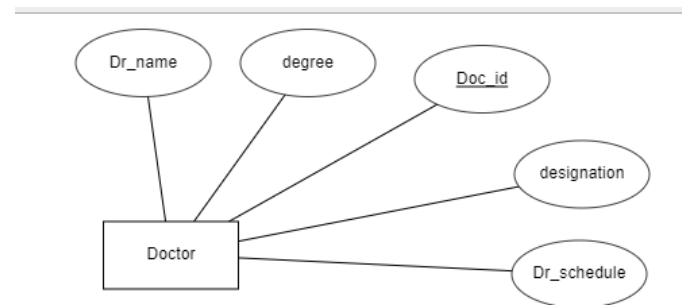 Dr_name
degree
Doc_id
designation
Doctor
Dr_schedule